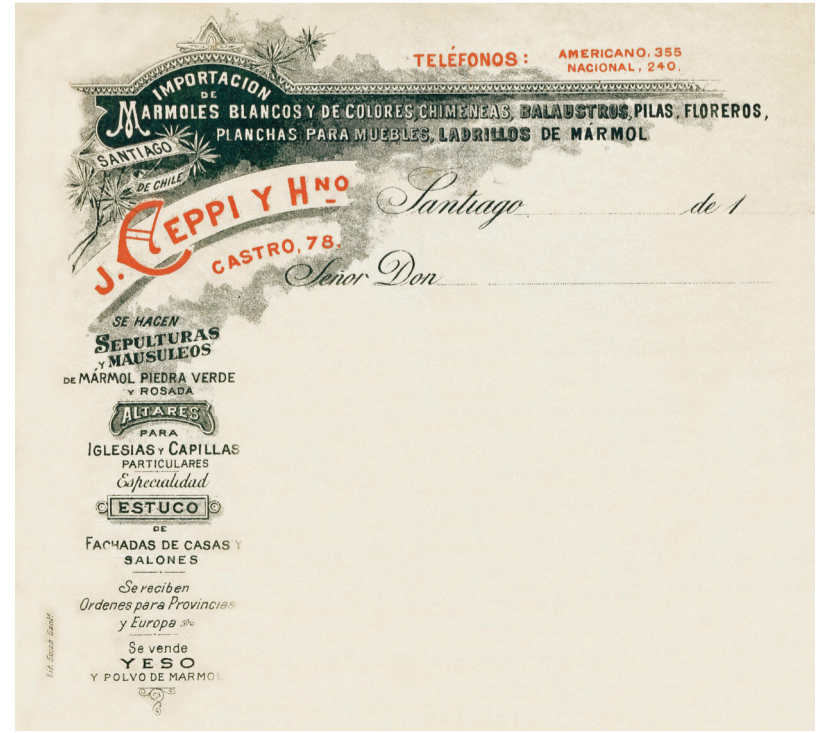 TELÉFONOS: AMERICANO, 355
NACIONAL, 240.
IMPORTACION
DE
MARMOLES BLANCOS Y DE COLORES CHIMENEAS, BALAUSTROS, PILAS, FLOREROS,
PLANCHAS PARA MUEBLES, LADRILLOS DE MÁRMOL
SANTIAGO
DE CHILE
J. CEPPI Y HNO
CASTRO, 78.
Santiago de 1
Señor Don
SE HACEN
SEPULTURAS
Y MAUSULEOS
DE MÁRMOL PIEDRA VERDE
Y ROSADA
ALTARES
PARA
IGLESIAS Y CAPILLAS
PARTICULARES
Especialidad
ESTUCO
DE
FACHADAS DE CASAS Y
SALONES
Se reciben
Ordenes para Provincias
y Europa
Se vende
YESO
Y POLVO DE MARMOL